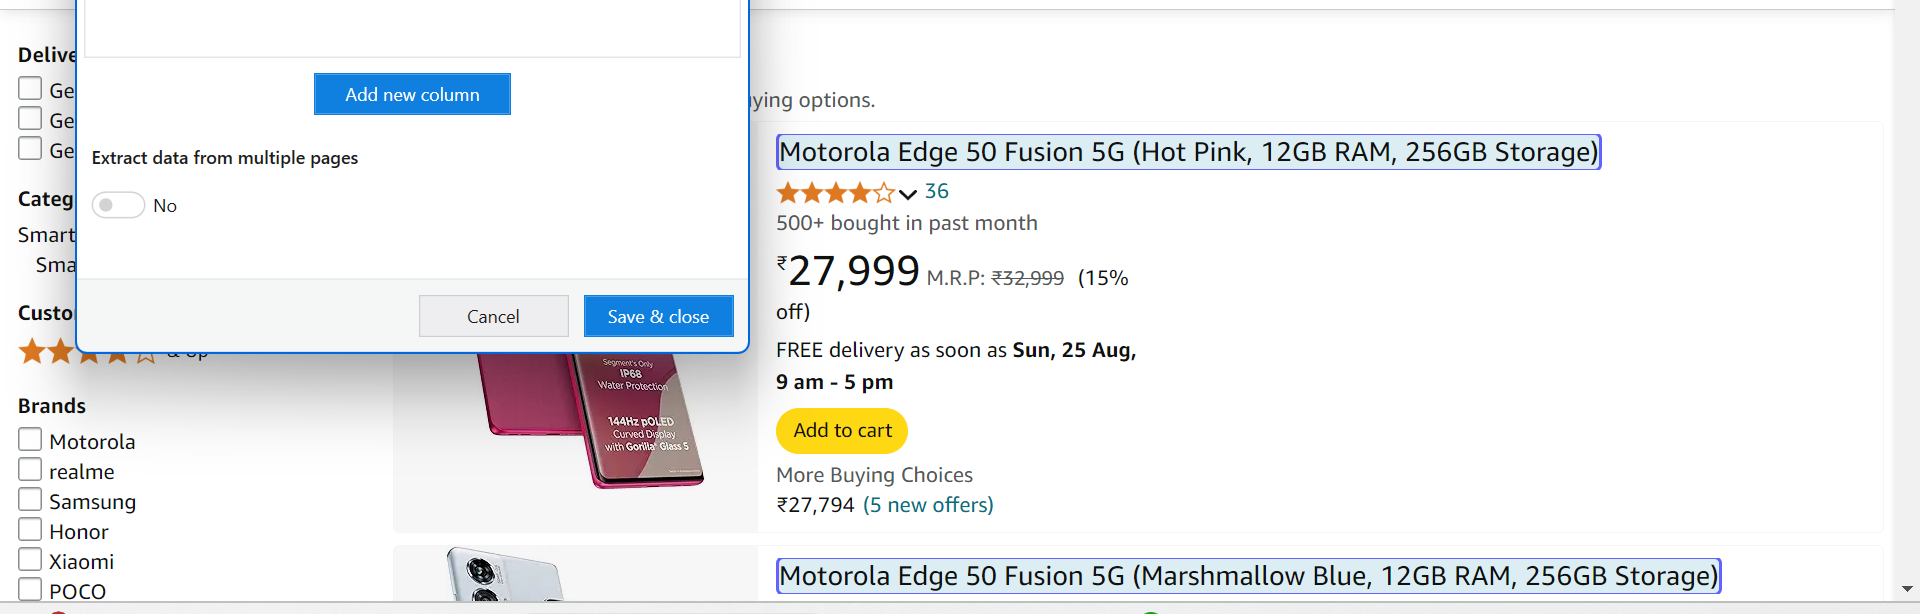 Delive
Ge
Ge
Ge
Categ
Smart
Sma
Custo
& Up
Brands
Motorola
realme
Samsung
Honor
Xiaomi
POCO
Add new column
Extract data from multiple pages
No
Cancel
Save & close
ying options.
Segment's Only
IP68
Water Protection
144Hz pOLED
Curved Display
with Gorilla Glass 5
Motorola Edge 50 Fusion 5G (Hot Pink, 12GB RAM, 256GB Storage)
36
500+ bought in past month
₹27,999 M.R.P: ₹32,999 (15%
off)
FREE delivery as soon as Sun, 25 Aug,
9 am - 5 pm
Add to cart
More Buying Choices
₹27,794 (5 new offers)
Motorola Edge 50 Fusion 5G (Marshmallow Blue, 12GB RAM, 256GB Storage)